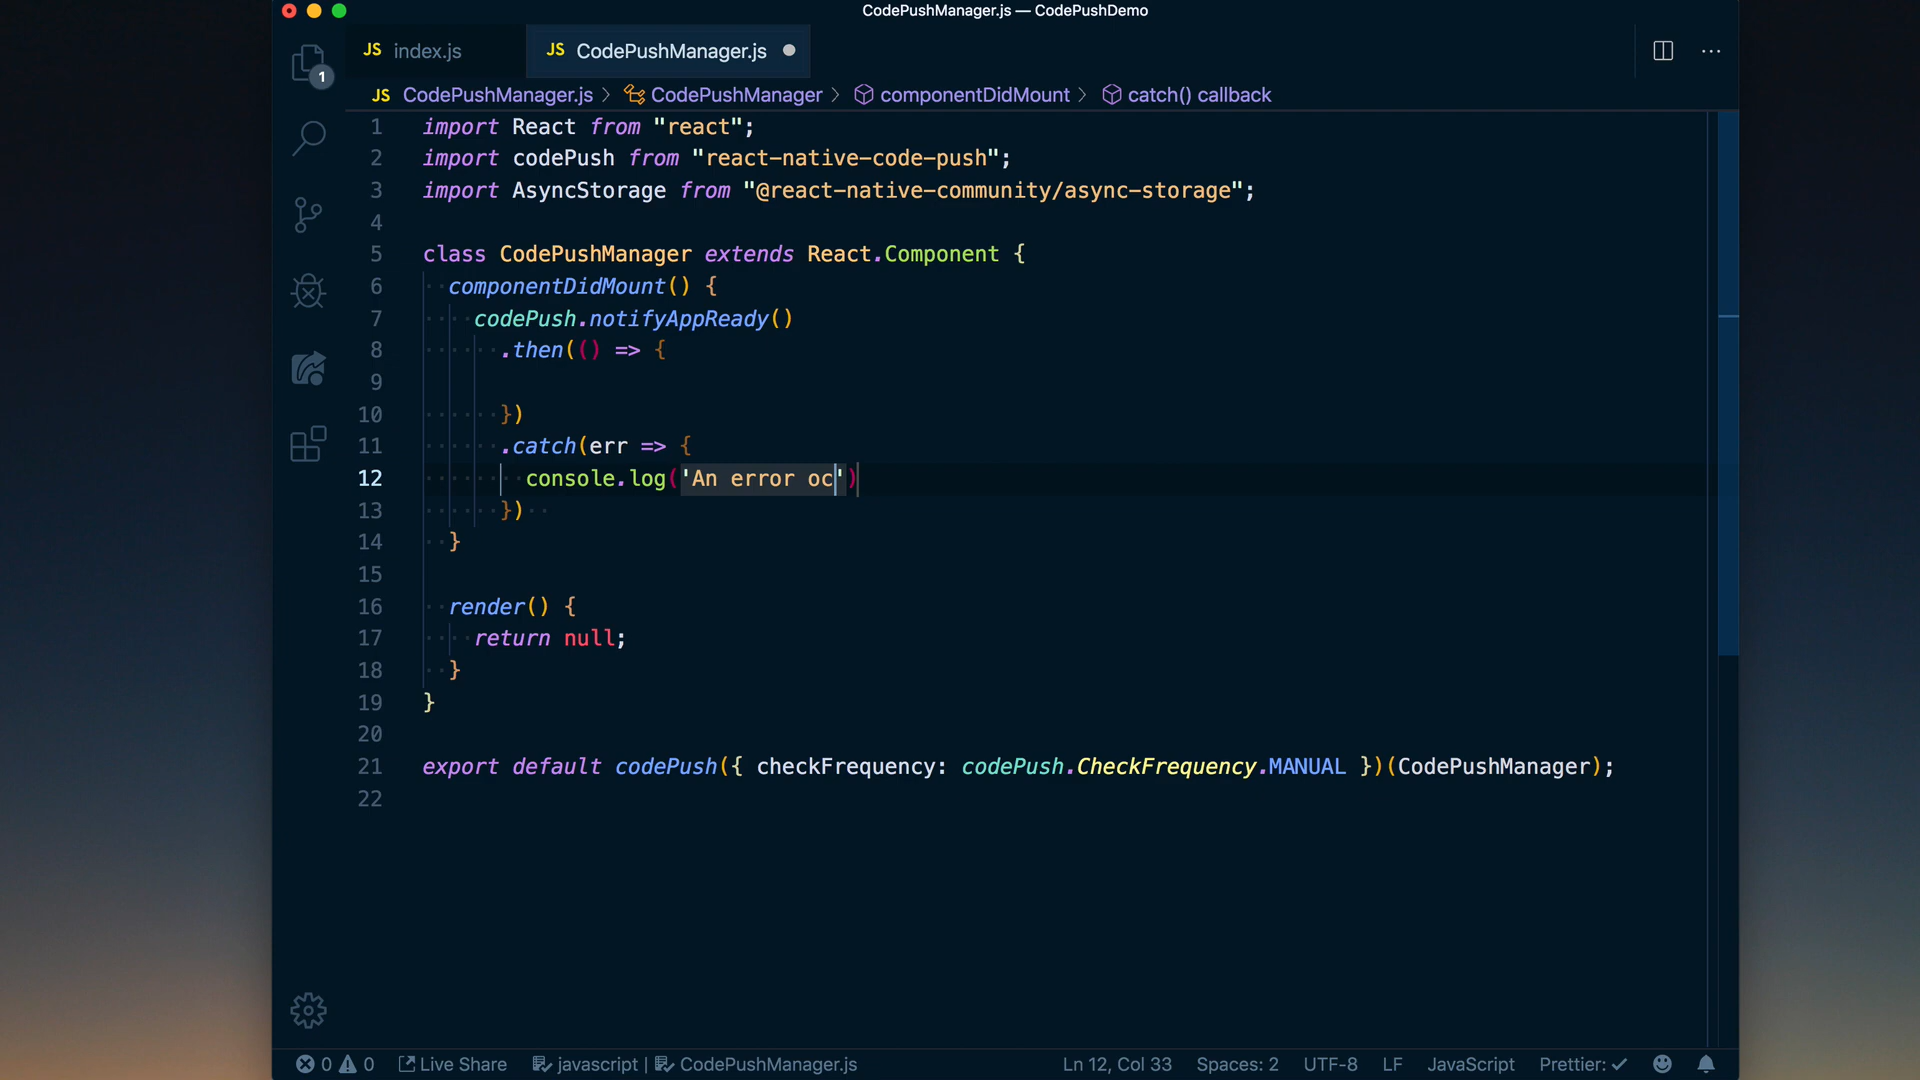 CodePushManager.js — CodePushDemo
JS index.js
JS CodePushManager.js
1
JS CodePushManager.js > CodePushManager > componentDidMount > catch() callback
1 import React from "react";
2 import codePush from "react-native-code-push";
3 import AsyncStorage from "@react-native-community/async-storage";
4
5 class CodePushManager extends React.Component {
6 componentDidMount() {
7 codePush.notifyAppReady()
8 .then(() => {
9
10 })
11 .catch(err => {
12 console.log('An error oc')
13 })
14 }
15
16 render() {
17 return null;
18 }
19 }
20
21 export default codePush({ checkFrequency: codePush.CheckFrequency.MANUAL })(CodePushManager);
22
0 0 Live Share javascript | CodePushManager.js Ln 12, Col 33 Spaces: 2 UTF-8 LF JavaScript Prettier: ✓